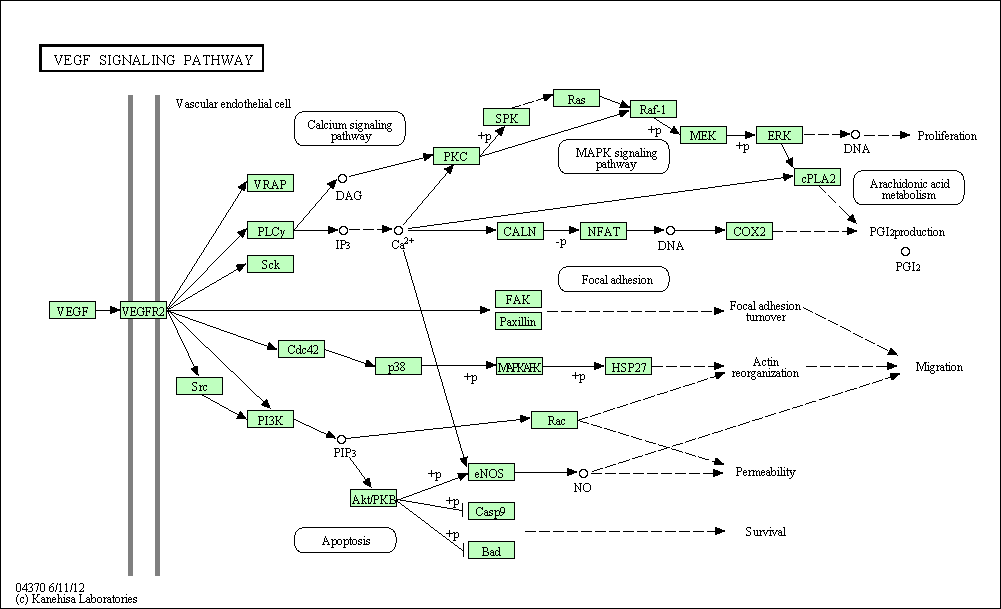 VEGF SIGNALING PATHWAY
Vascular endothelial cell
Calcium signaling
pathway
SPK
Ras
Raf-1
+p
+p
MEK
+p
ERK
DNA
Proliferation
PKC
MAPK signaling
pathway
VRAP
DAG
cPLA2
Arachidonic acid
metabolism
PLCγ
IP3
Ca2+
CALN
-p
NFAT
DNA
COX2
PGI2production
PGI2
Sck
Focal adhesion
VEGF
VEGFR2
FAK
Paxillin
Focal adhesion
turnover
Cdc42
p38
+p
MAPKAPK
+p
HSP27
Actin
reorganization
Migration
Src
PI3K
PIP3
Rac
+p
eNOS
NO
Permeability
Akt/PKB
+p
Casp9
+p
Bad
Survival
Apoptosis
04370 6/11/12
(c) Kanehisa Laboratories